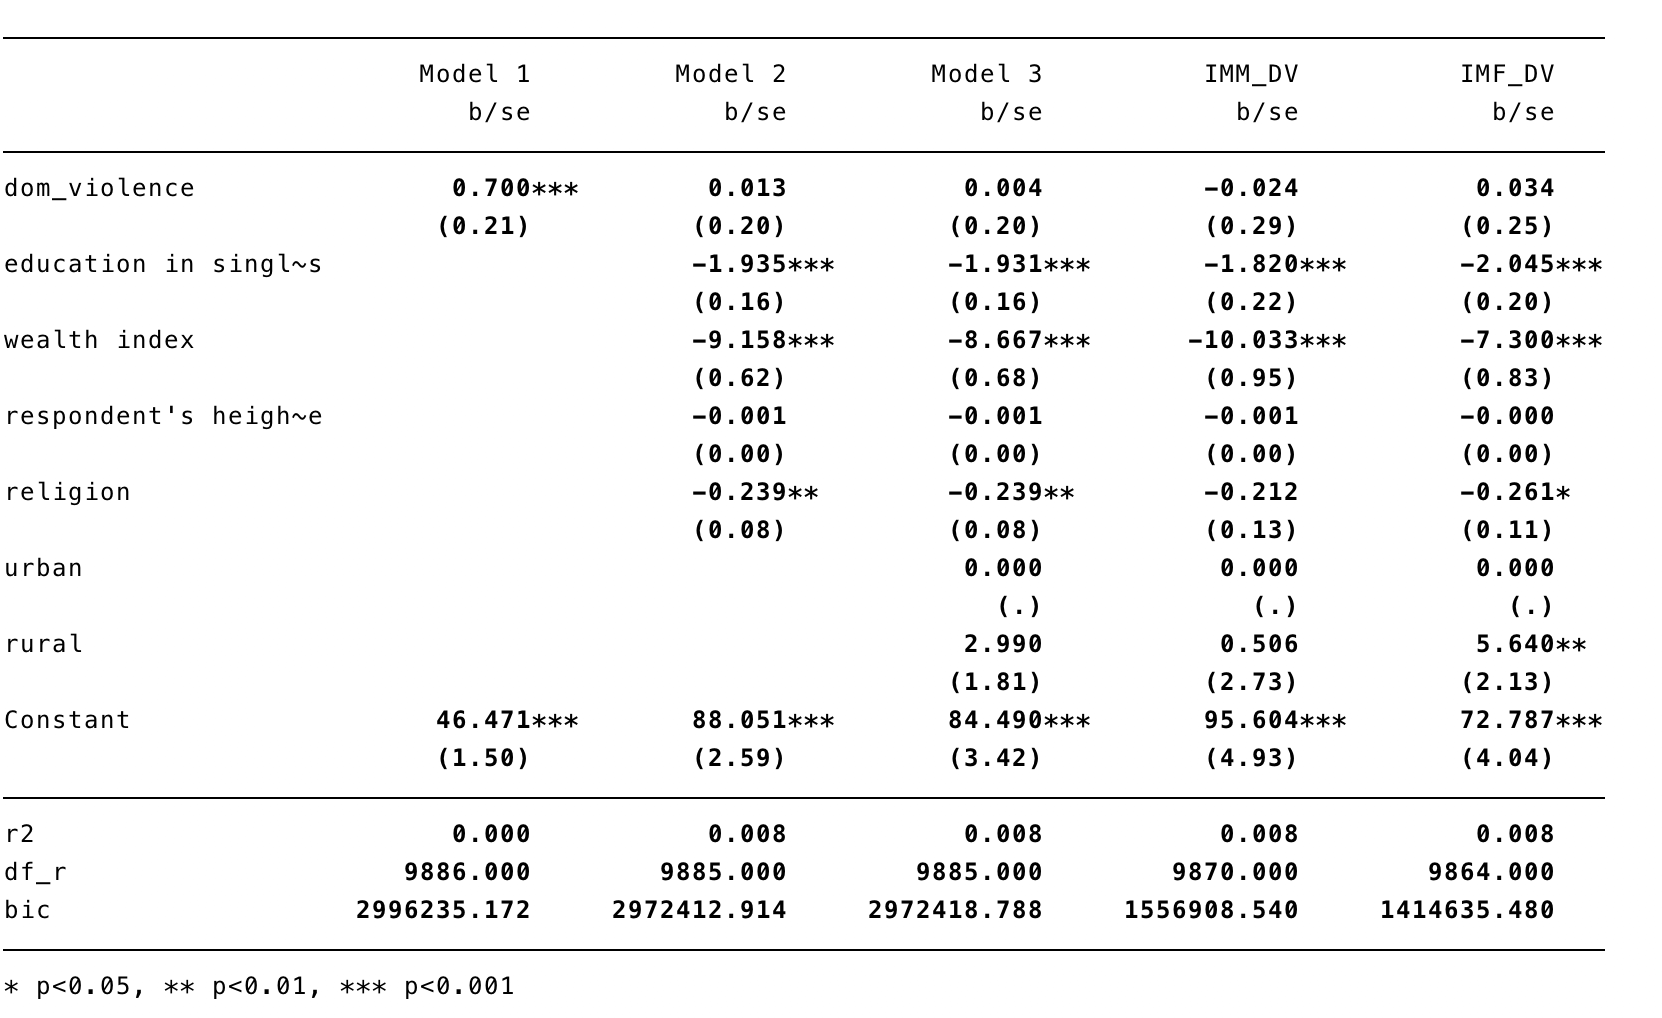 Model 1 Model 2 Model 3 IMM_DV IMF_DV
b/se b/se b/se b/se b/se
dom_violence 0.700*** 0.013 0.004 -0.024 0.034
(0.21) (0.20) (0.20) (0.29) (0.25)
education in singl~s -1.935*** -1.931*** -1.820*** -2.045***
(0.16) (0.16) (0.22) (0.20)
wealth index -9.158*** -8.667*** -10.033*** -7.300***
(0.62) (0.68) (0.95) (0.83)
respondent's heigh~e -0.001 -0.001 -0.001 -0.000
(0.00) (0.00) (0.00) (0.00)
religion -0.239** -0.239** -0.212 -0.261*
(0.08) (0.08) (0.13) (0.11)
urban 0.000 0.000 0.000
(.) (.) (.)
rural 2.990 0.506 5.640**
(1.81) (2.73) (2.13)
Constant 46.471*** 88.051*** 84.490*** 95.604*** 72.787***
(1.50) (2.59) (3.42) (4.93) (4.04)
r2 0.000 0.008 0.008 0.008 0.008
df_r 9886.000 9885.000 9885.000 9870.000 9864.000
bic 2996235.172 2972412.914 2972418.788 1556908.540 1414635.480
* p<0.05, ** p<0.01, *** p<0.001